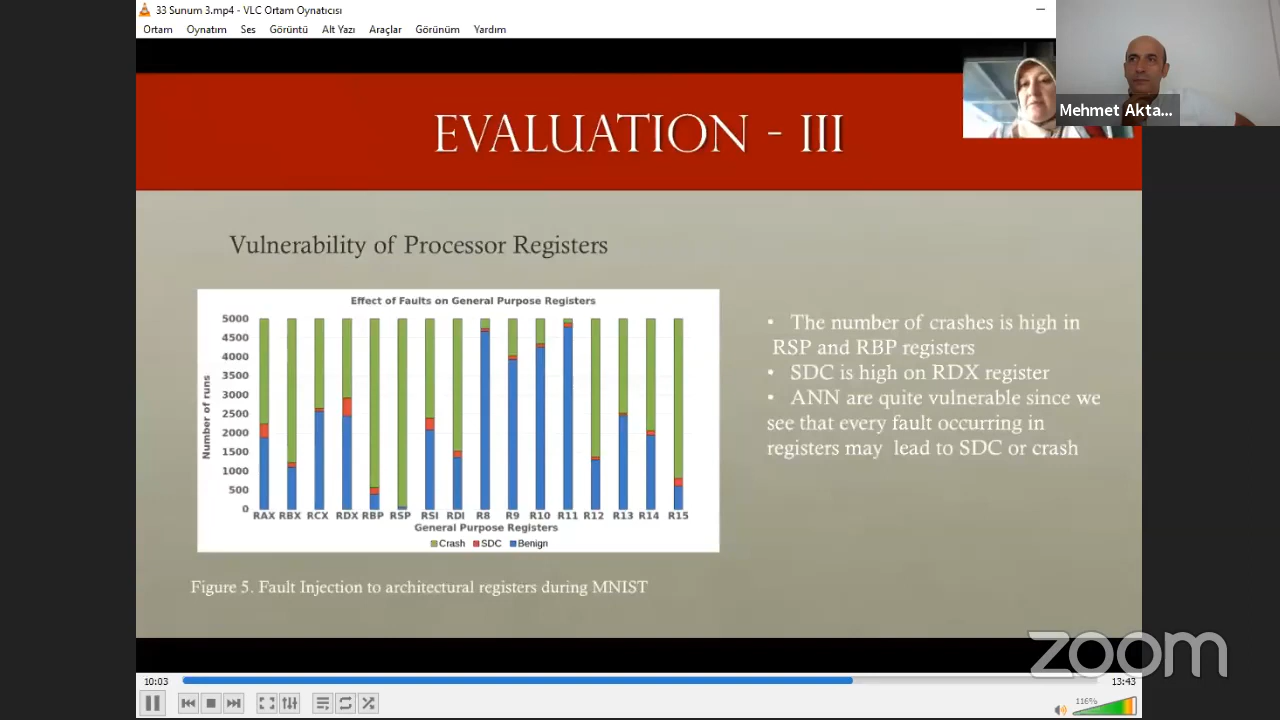 33 Sunum 3.mp4 - VLC Ortam Oynatıcısı
Ortam Oynatım Ses Görüntü Alt Yazı Araçlar Görünüm Yardım
Mehmet Akta...
EVALUATION - III
Vulnerability of Processor Registers
Effect of Faults on General Purpose Registers
5000
4500
4000
3500
3000
2500
2000
1500
1000
500
0
Number of runs
RAX RBX RCX RDX RBP RSP RSI RDI R8 R9 R10 R11 R12 R13 R14 R15
General Purpose Registers
Crash SDC Benign
• The number of crashes is high in
RSP and RBP registers
• SDC is high on RDX register
• ANN are quite vulnerable since we
see that every fault occurring in
registers may lead to SDC or crash
Figure 5. Fault Injection to architectural registers during MNIST
zoom
10:03
13:43
116%